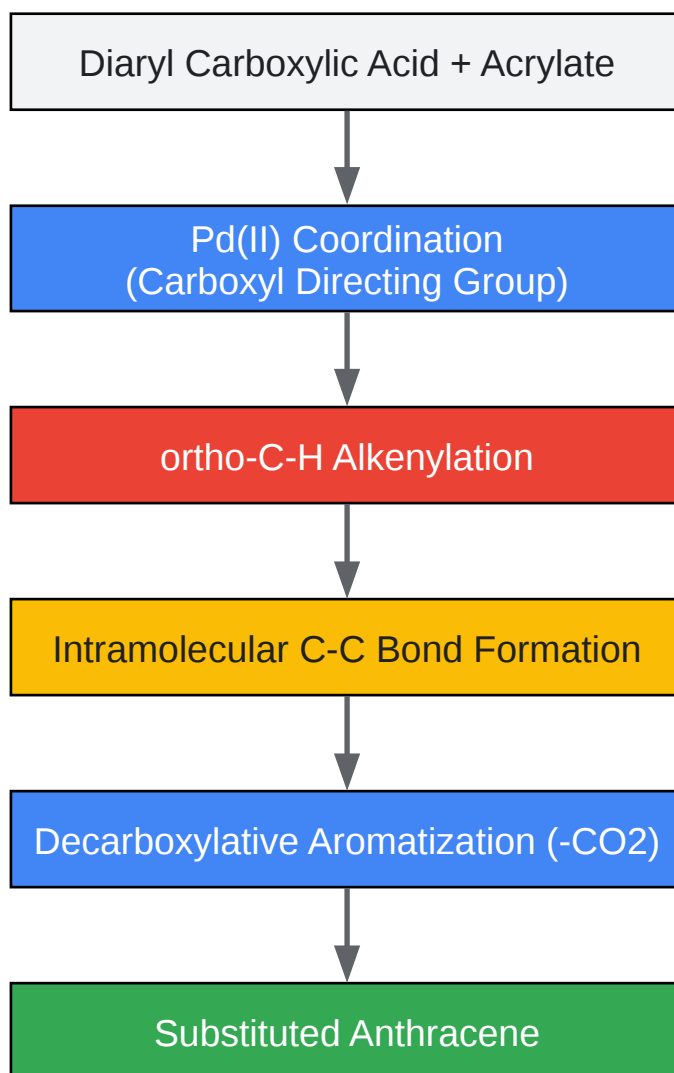 Diaryl Carboxylic Acid + Acrylate
Pd(II) Coordination
(Carboxyl Directing Group)
ortho-C-H Alkenylation
Intramolecular C-C Bond Formation
Decarboxylative Aromatization (-CO2)
Substituted Anthracene